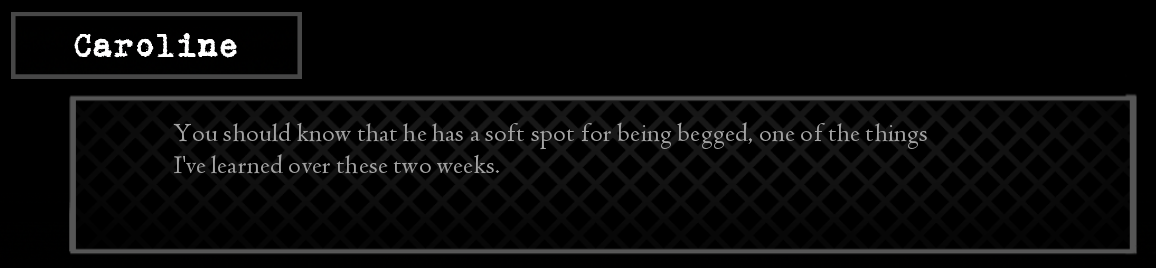 Caroline
You should know that he has a soft spot for being begged, one of the things
I've learned over these two weeks.